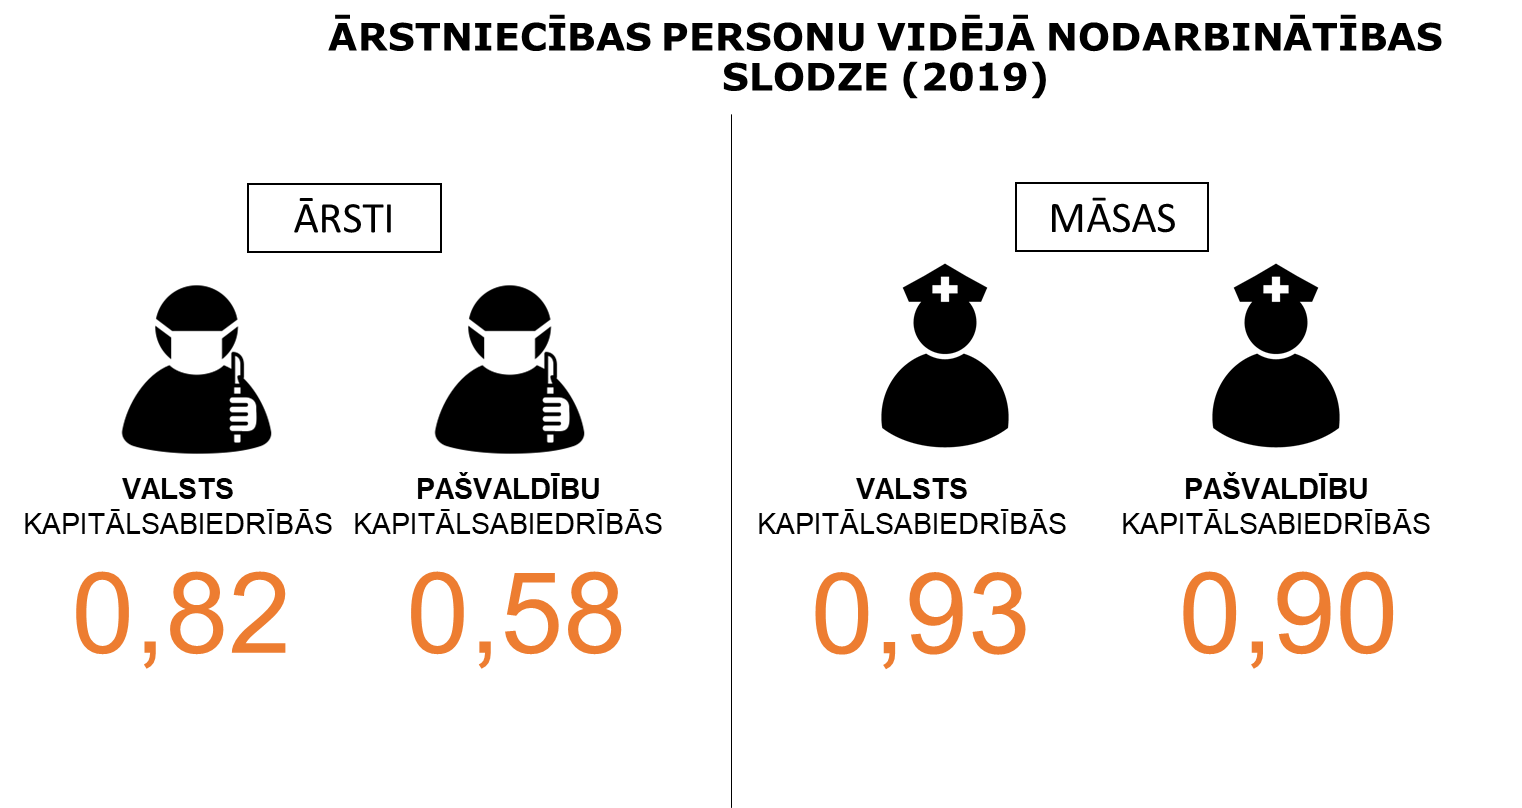 ĀRSTNIECĪBAS PERSONU VIDĒJĀ NODARBINĀTĪBAS
SLODZE (2019)
ĀRSTI
VALSTS
KAPITĀLSABIEDRĪBĀS
0,82
PAŠVALDĪBU
KAPITĀLSABIEDRĪBĀS
0,58
MĀSAS
VALSTS
KAPITĀLSABIEDRĪBĀS
0,93
PAŠVALDĪBU
KAPITĀLSABIEDRĪBĀS
0,90